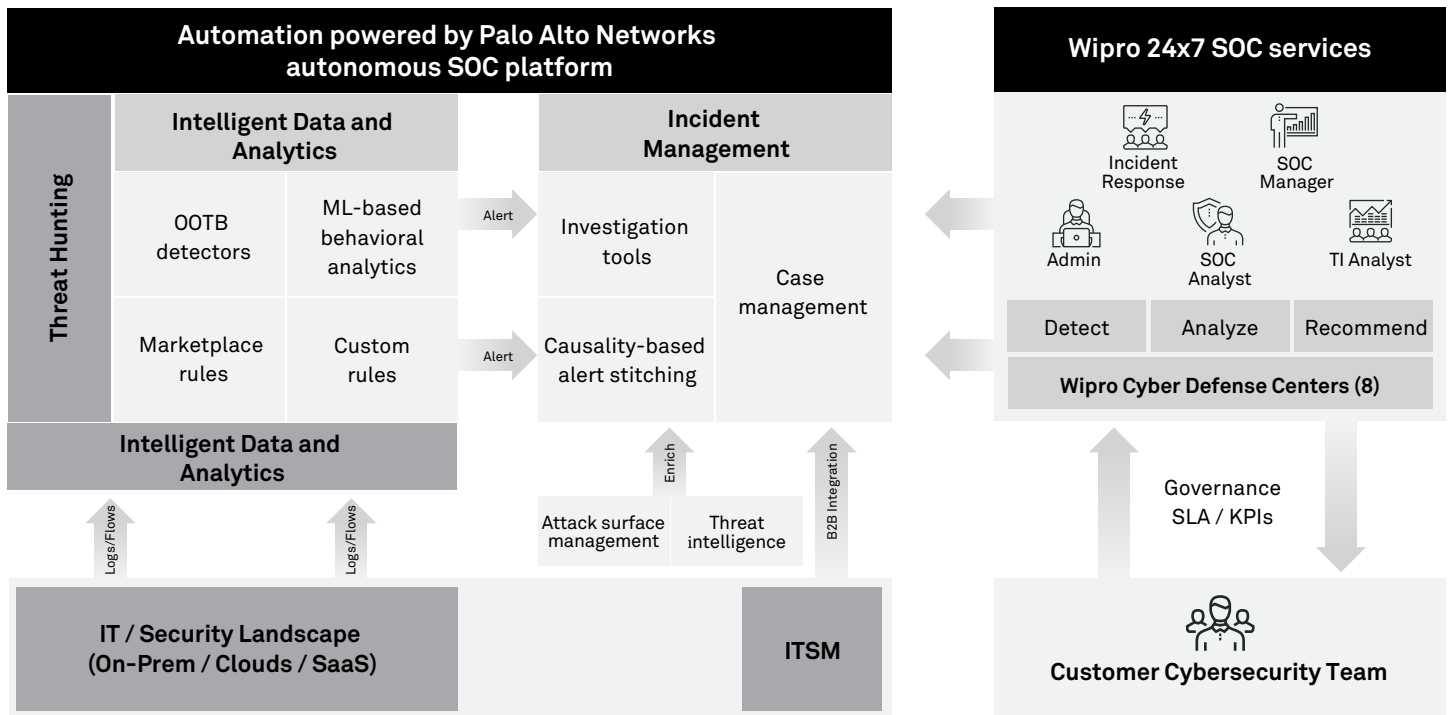 Automation powered by Palo Alto Networks
autonomous SOC platform
Threat Hunting
Intelligent Data and
Analytics
OOTB
detectors
ML-based
behavioral
analytics
Marketplace
rules
Custom
rules
Alert
Alert
Incident
Management
Investigation
tools
Causality-based
alert stitching
Case
management
Intelligent Data and
Analytics
Logs/Flows
Logs/Flows
Enrich
B2B Integration
Attack surface
management
Threat
intelligence
IT / Security Landscape
(On-Prem / Clouds / SaaS)
ITSM
Wipro 24x7 SOC services
Incident
Response
SOC
Manager
Admin
SOC
Analyst
TI Analyst
Detect
Analyze
Recommend
Wipro Cyber Defense Centers (8)
Governance
SLA / KPIs
Customer Cybersecurity Team